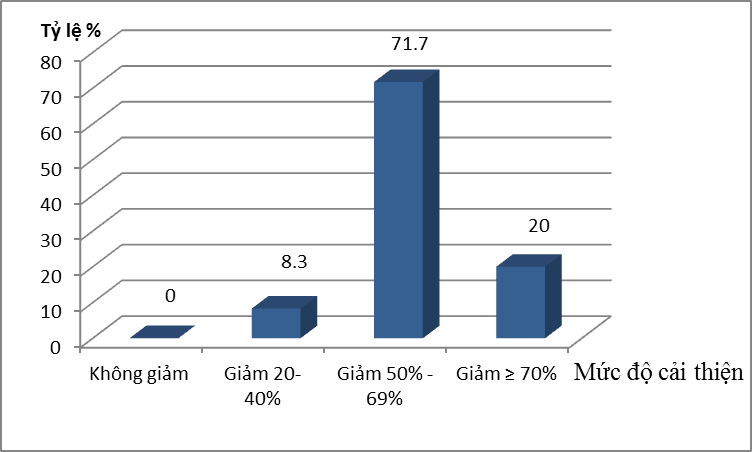 Tỷ lệ %
80
70
60
50
40
30
20
10
0
0
8.3
71.7
20
Không giảm
Giảm 20-
40%
Giảm 50% -
69%
Giảm ≥ 70%
Mức độ cải thiện